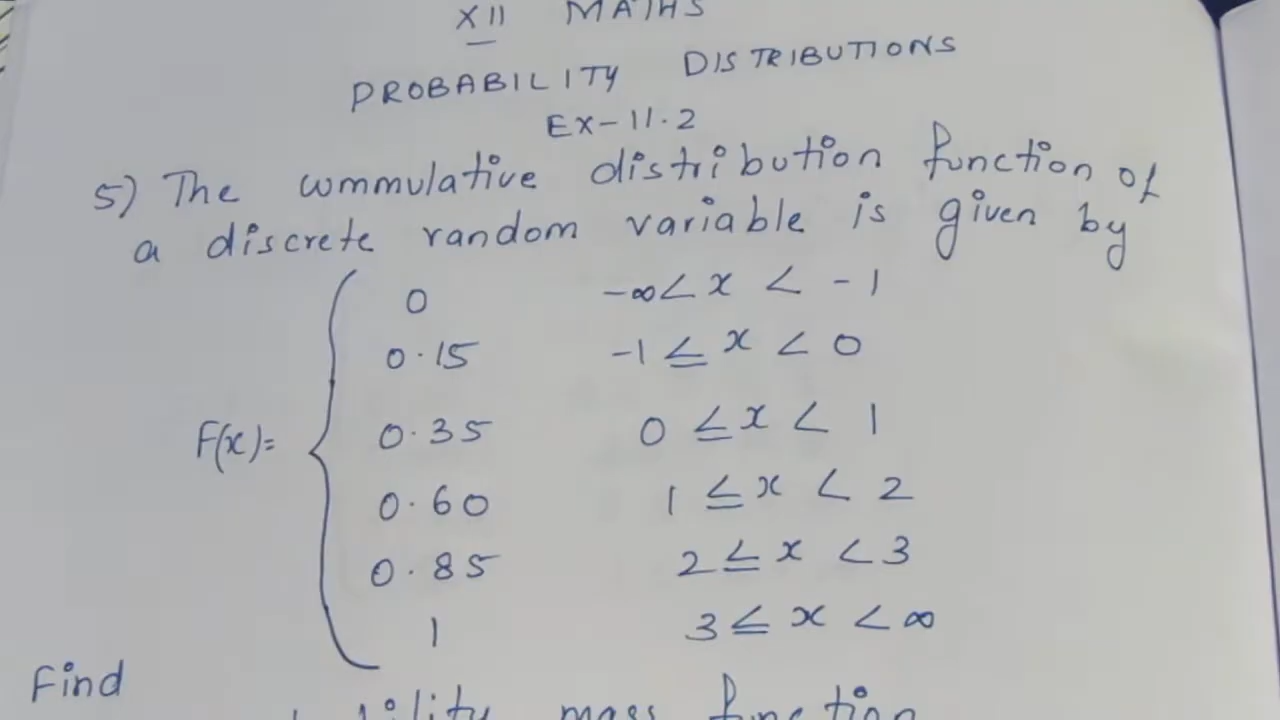 XII MATHS
PROBABILITY DISTRIBUTIONS
EX-11.2
5) The cummulative distribution function of
a discrete random variable is given by
F(x)=
0 -∞< x < -1
0.15 -1 ≤ x < 0
0.35 0 ≤ x < 1
0.60 1 ≤ x < 2
0.85 2 ≤ x < 3
1 3 ≤ x < ∞
Find
mass function